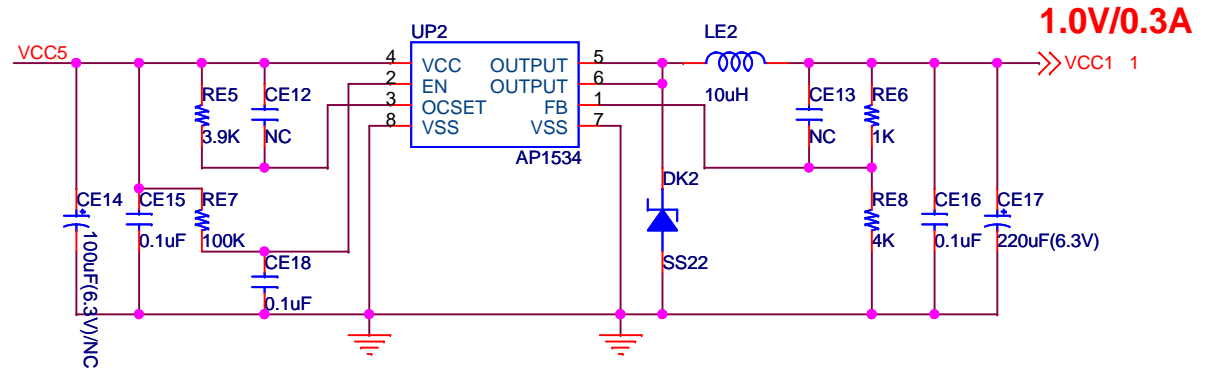 1.0V/0.3A
UP2
LE2
VCC5
4 VCC OUTPUT 5
VCC1 1
2 EN OUTPUT 6
3 OCSET FB 1
8 VSS VSS 7
10uH
AP1534
RE5
3.9K
CE12
NC
CE13
NC
RE6
1K
CE14
100uF(6.3V)/NC
CE15
0.1uF
RE7
100K
CE18
0.1uF
DK2
SS22
RE8
4K
CE16
0.1uF
CE17
220uF(6.3V)